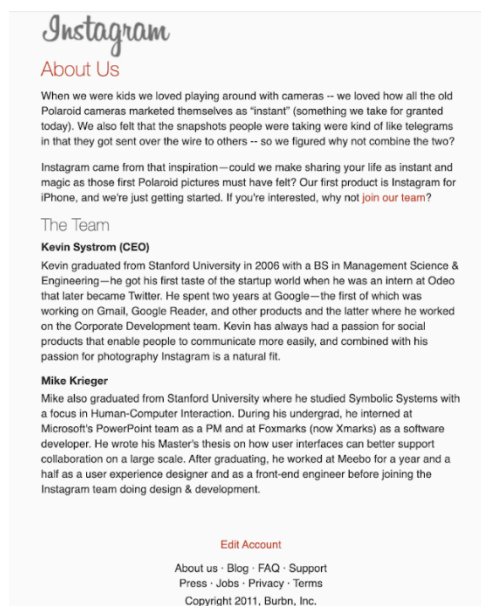 Instagram
About Us
When we were kids we loved playing around with cameras -- we loved how all the old
Polaroid cameras marketed themselves as “instant” (something we take for granted
today). We also felt that the snapshots people were taking were kind of like telegrams
in that they got sent over the wire to others -- so we figured why not combine the two?
Instagram came from that inspiration—could we make sharing your life as instant and
magic as those first Polaroid pictures must have felt? Our first product is Instagram for
iPhone, and we're just getting started. If you're interested, why not join our team?
The Team
Kevin Systrom (CEO)
Kevin graduated from Stanford University in 2006 with a BS in Management Science &
Engineering—he got his first taste of the startup world when he was an intern at Odeo
that later became Twitter. He spent two years at Google—the first of which was
working on Gmail, Google Reader, and other products and the latter where he worked
on the Corporate Development team. Kevin has always had a passion for social
products that enable people to communicate more easily, and combined with his
passion for photography Instagram is a natural fit.
Mike Krieger
Mike also graduated from Stanford University where he studied Symbolic Systems with
a focus in Human-Computer Interaction. During his undergrad, he interned at
Microsoft's PowerPoint team as a PM and at Foxmarks (now Xmarks) as a software
developer. He wrote his Master's thesis on how user interfaces can better support
collaboration on a large scale. After graduating, he worked at Meebo for a year and a
half as a user experience designer and as a front-end engineer before joining the
Instagram team doing design & development.
Edit Account
About us · Blog · FAQ · Support
Press · Jobs · Privacy · Terms
Copyright 2011, Burbn, Inc.